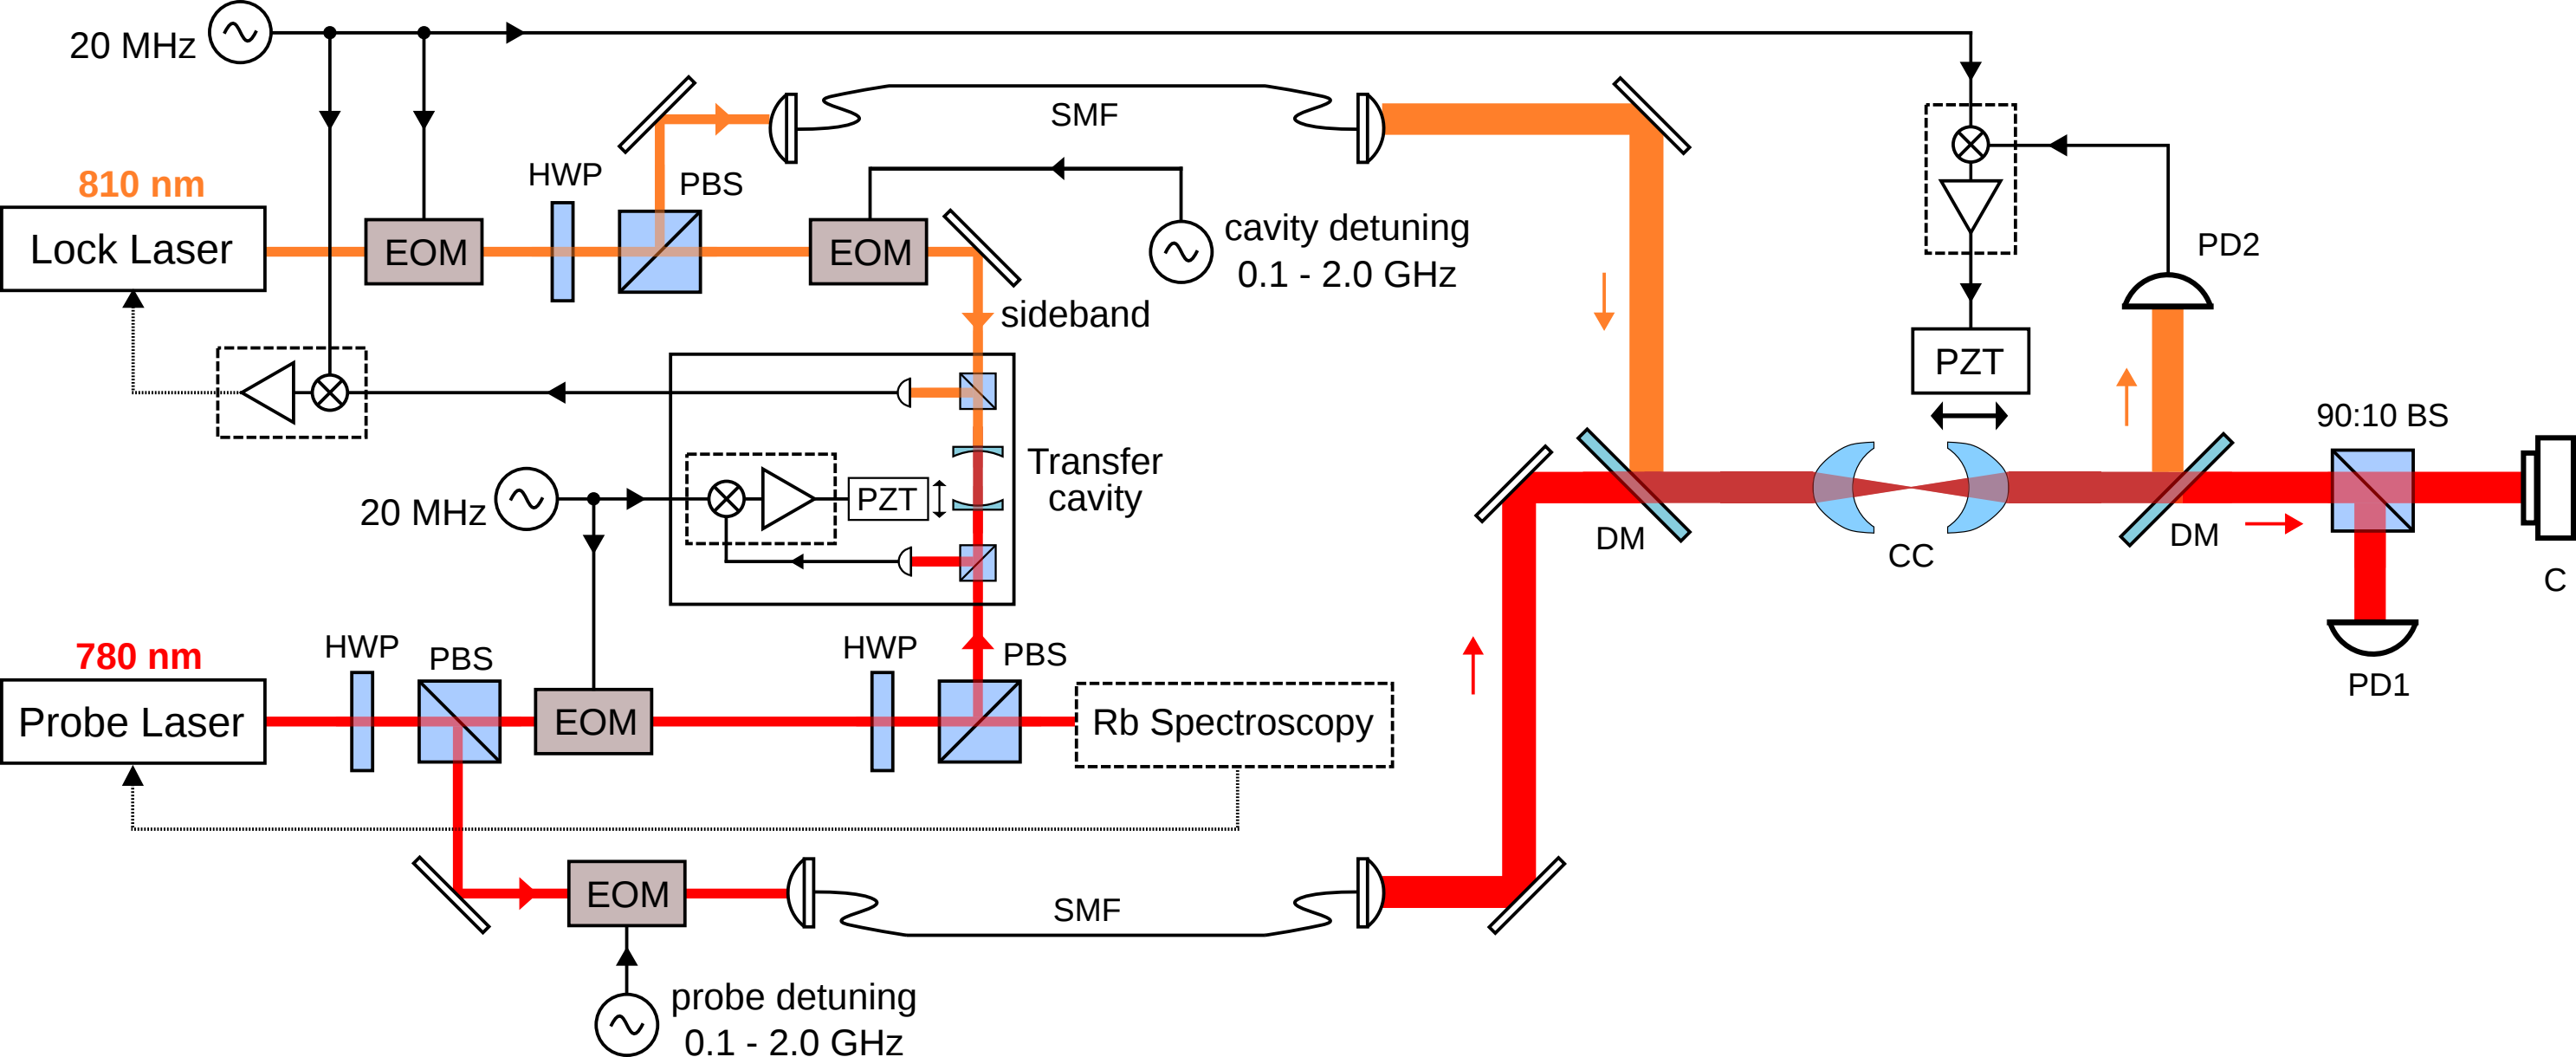 20 MHz
SMF
810 nm
HWP
PBS
Lock Laser
EOM
EOM
cavity detuning
0.1 - 2.0 GHz
PD2
sideband
PZT
90:10 BS
Transfer
cavity
20 MHz
PZT
DM
CC
DM
C
780 nm
HWP
PBS
HWP
PBS
PD1
Probe Laser
EOM
Rb Spectroscopy
EOM
SMF
probe detuning
0.1 - 2.0 GHz